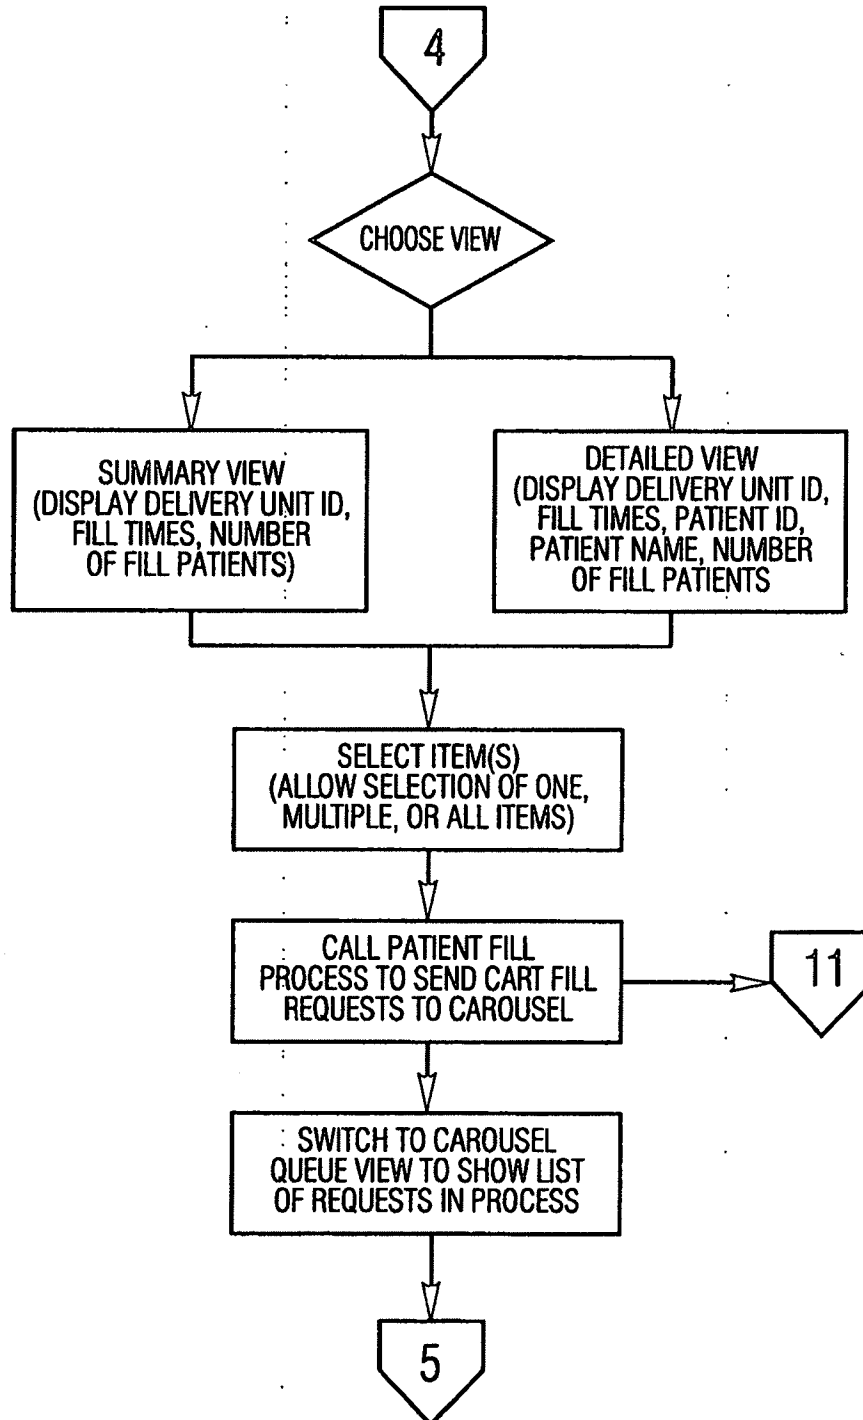 4
CHOOSE VIEW
SUMMARY VIEW
(DISPLAY DELIVERY UNIT ID,
FILL TIMES, NUMBER
OF FILL PATIENTS)
DETAILED VIEW
(DISPLAY DELIVERY UNIT ID,
FILL TIMES, PATIENT ID,
PATIENT NAME, NUMBER
OF FILL PATIENTS
SELECT ITEM(S)
(ALLOW SELECTION OF ONE,
MULTIPLE, OR ALL ITEMS)
CALL PATIENT FILL
PROCESS TO SEND CART FILL
REQUESTS TO CAROUSEL
11
SWITCH TO CAROUSEL
QUEUE VIEW TO SHOW LIST
OF REQUESTS IN PROCESS
5